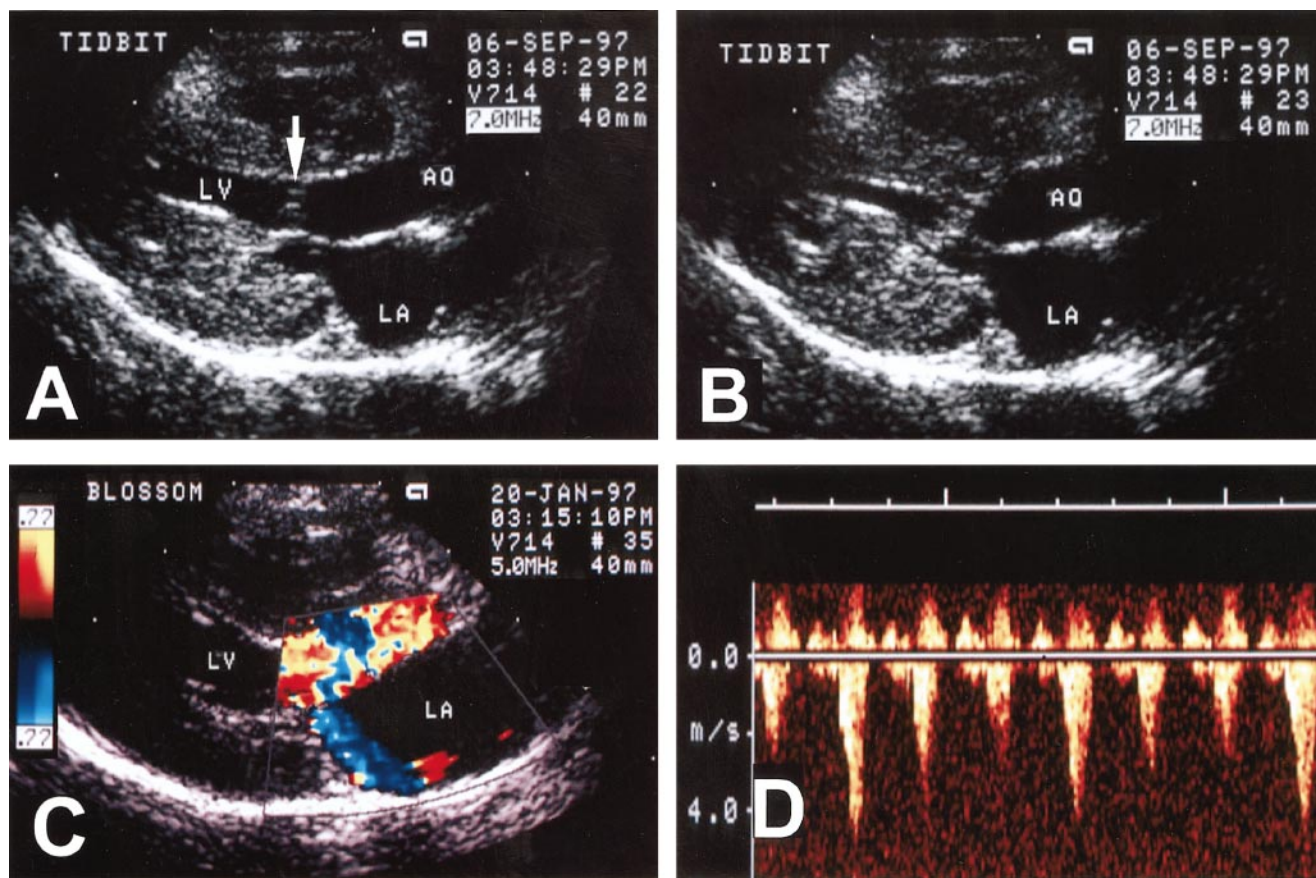 TIDBIT
06-SEP-97
03:48:29PM
V714 # 22
7.0MHz 40mm
LV
AO
LA
A
TIDBIT
06-SEP-97
03:48:29PM
V714 # 23
7.0MHz 40mm
AO
LA
B
BLOSSOM
20-JAN-97
03:15:10PM
V714 # 35
5.0MHz 40mm
.77
.77
LV
LA
C
0.0
m/s
4.0
D